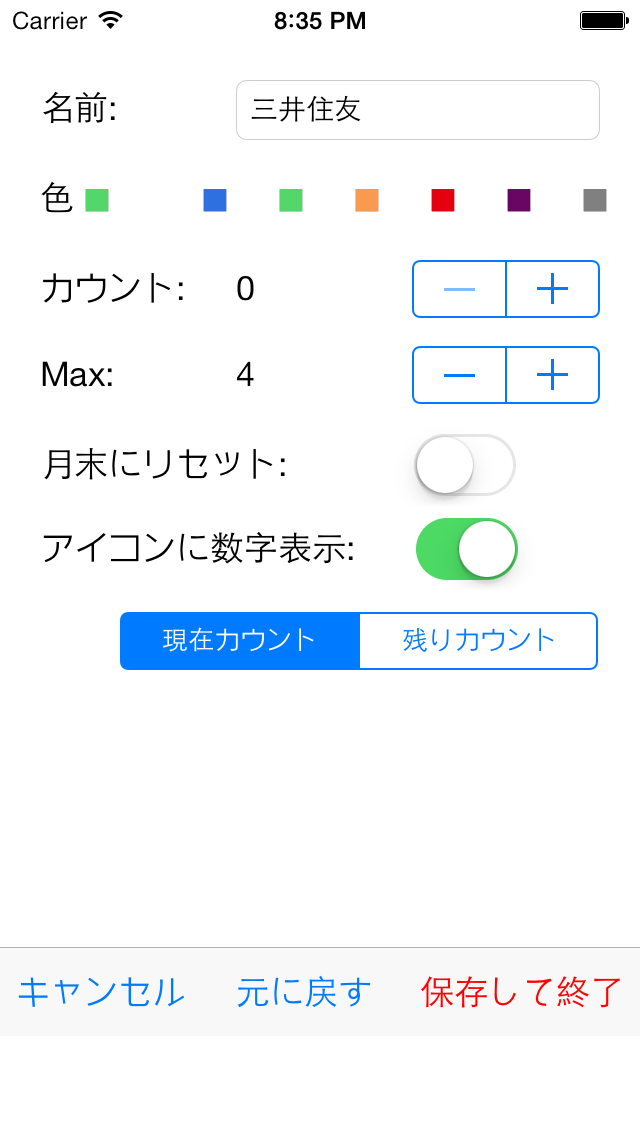 Carrier 8:35 PM
名前: 三井住友
色
カウント: 0
Max: 4
月末にリセット:
アイコンに数字表示:
現在カウント 残りカウント
キャンセル 元に戻す 保存して終了